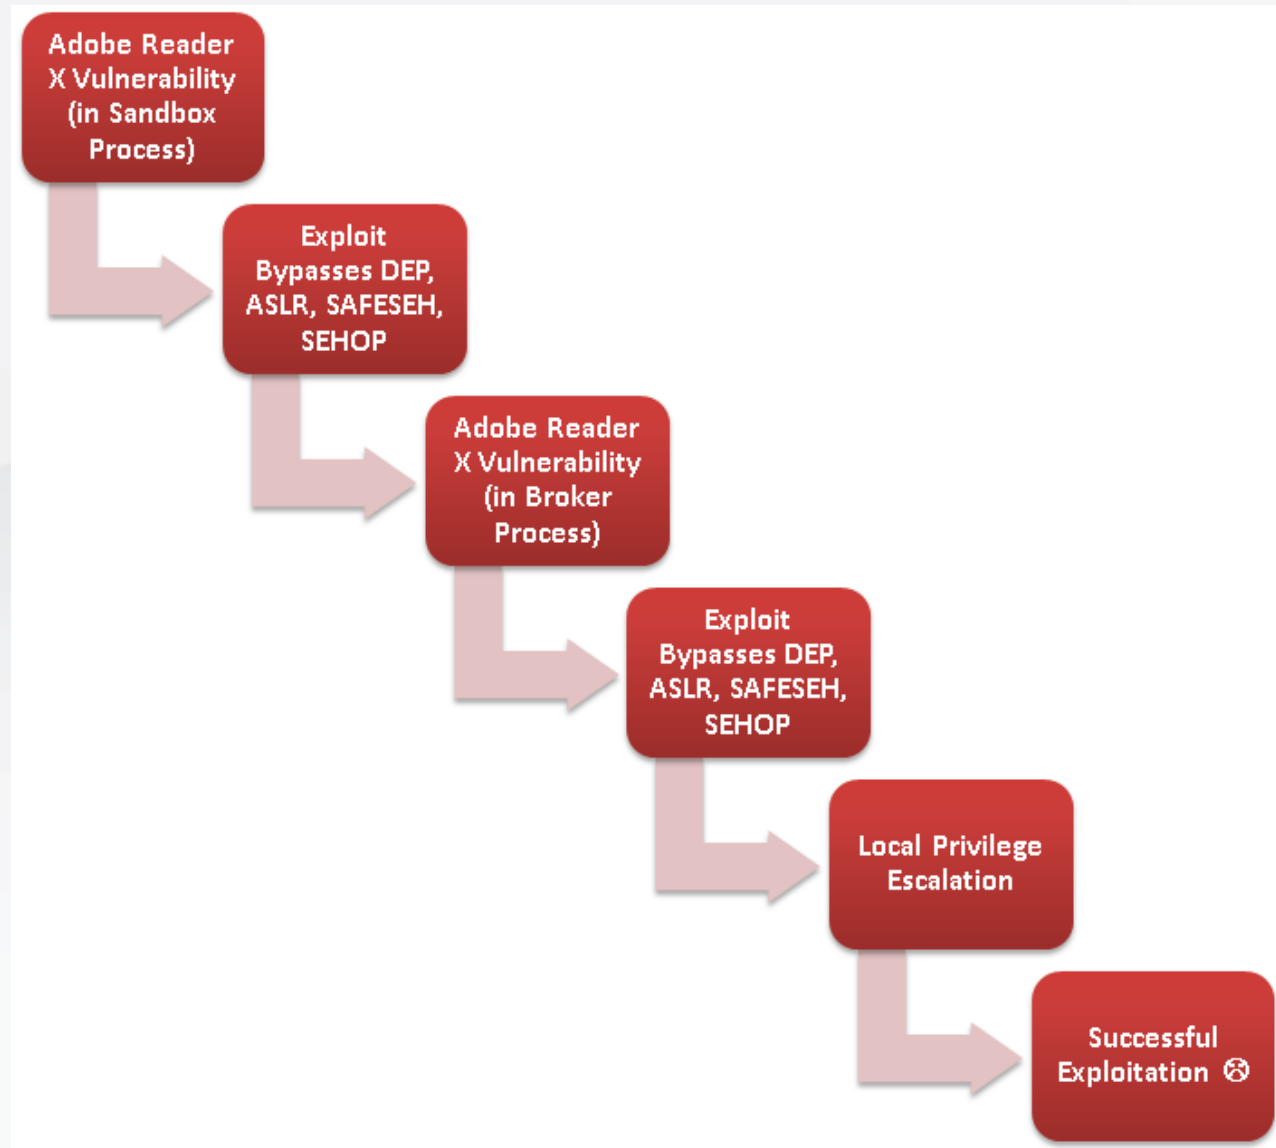 Adobe Reader
X Vulnerability
(in Sandbox
Process)
Exploit
Bypasses DEP,
ASLR, SAFESEH,
SEHOP
Adobe Reader
X Vulnerability
(in Broker
Process)
Exploit
Bypasses DEP,
ASLR, SAFESEH,
SEHOP
Local Privilege
Escalation
Successful
Exploitation ☹